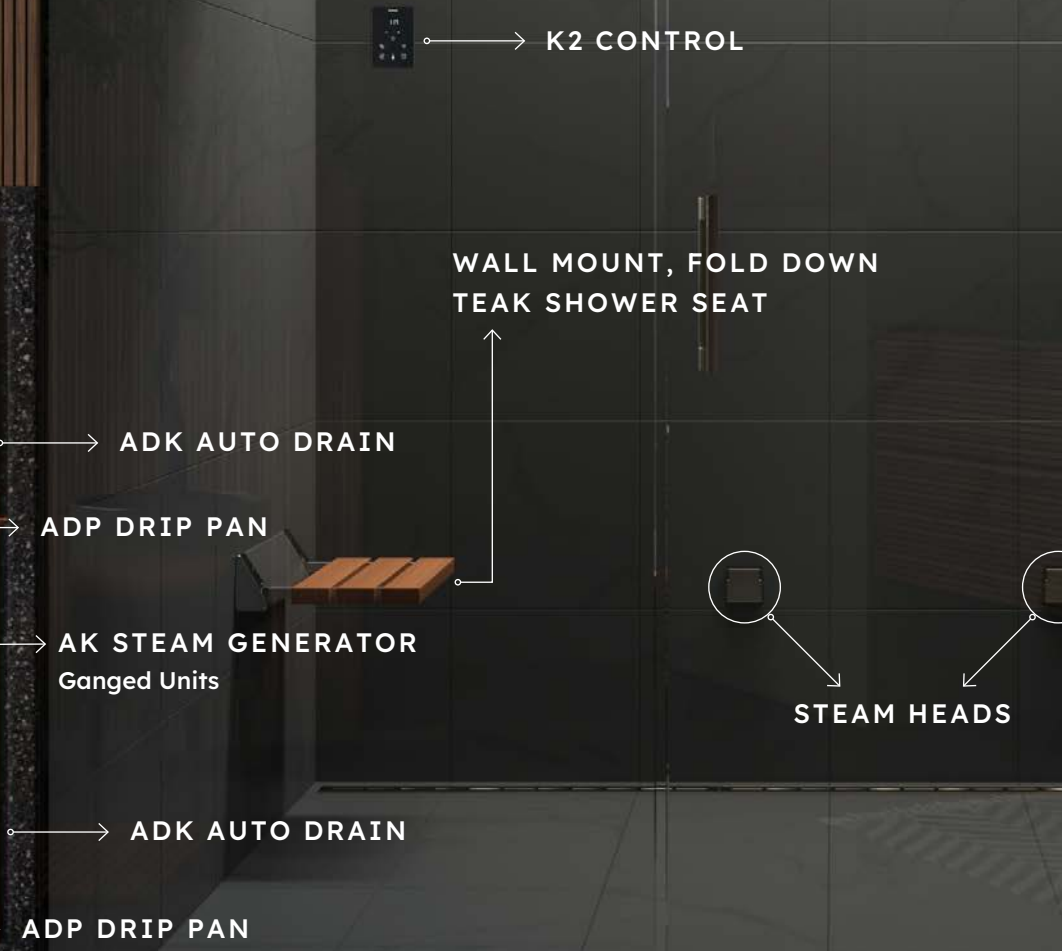 K2 CONTROL
WALL MOUNT, FOLD DOWN
TEAK SHOWER SEAT
ADK AUTO DRAIN
ADP DRIP PAN
AK STEAM GENERATOR
Ganged Units
STEAM HEADS
ADK AUTO DRAIN
ADP DRIP PAN